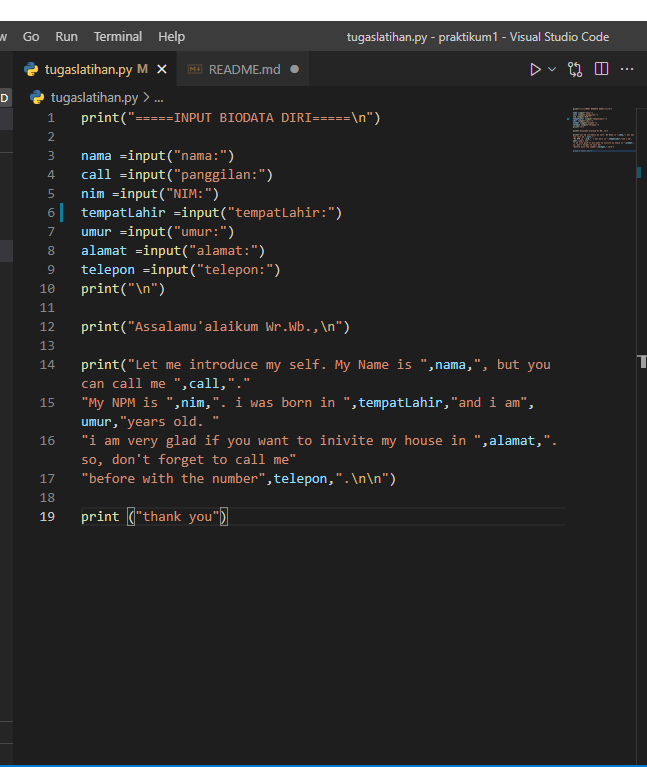 w Go Run Terminal Help tugaslatihan.py - praktikum1 - Visual Studio Code
tugaslatihan.py M README.md
D tugaslatihan.py > ...
1 print("=====INPUT BIODATA DIRI=====\n")
2
3 nama =input("nama:")
4 call =input("panggilan:")
5 nim =input("NIM:")
6 tempatLahir =input("tempatLahir:")
7 umur =input("umur:")
8 alamat =input("alamat:")
9 telepon =input("telepon:")
10 print("\n")
11
12 print("Assalamu'alaikum Wr.Wb.,\n")
13
14 print("Let me introduce my self. My Name is ",nama,", but you
can call me ",call,"."
15 "My NPM is ",nim,". i was born in ",tempatLahir,"and i am",
umur,"years old. "
16 "i am very glad if you want to inivite my house in ",alamat,".
so, don't forget to call me"
17 "before with the number",telepon,".\n\n")
18
19 print ("thank you")